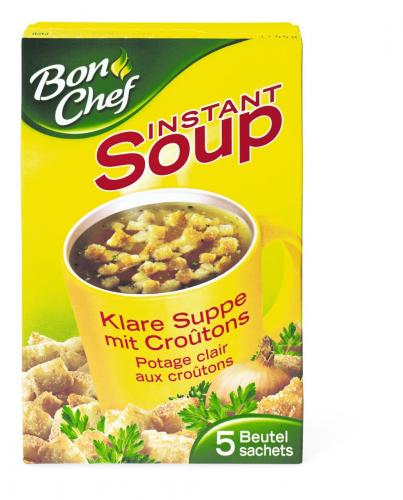 Bon
Chef
INSTANT
Soup
Klare Suppe
mit Croûtons
Potage clair
aux croûtons
5 Beutel
sachets